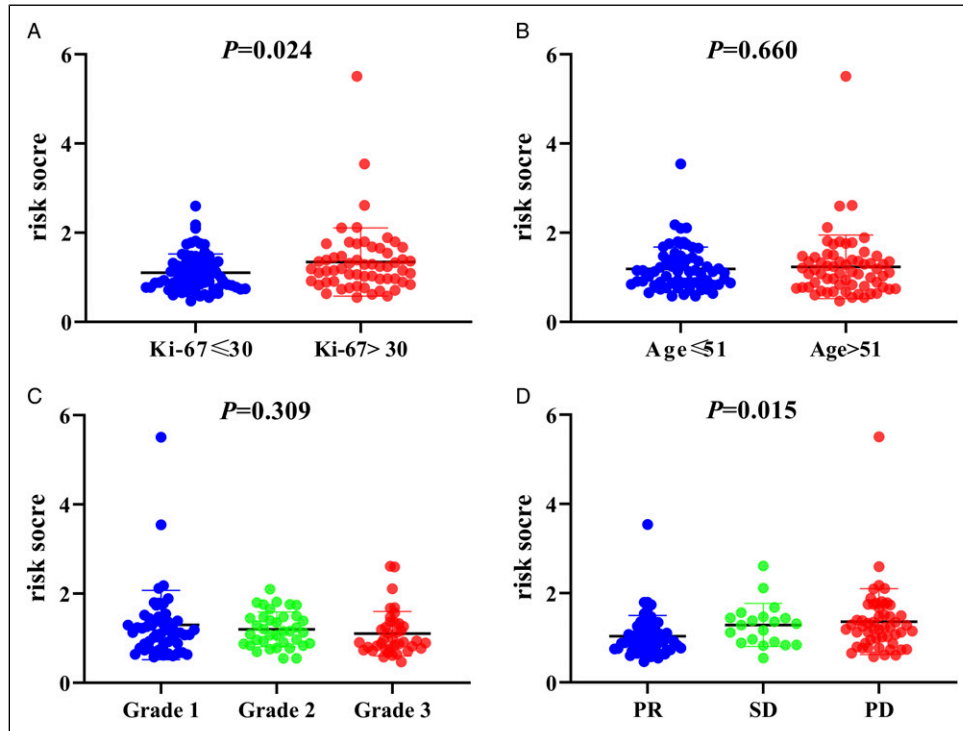 A
P=0.024
risk socre
6
4
2
0
Ki-67≤30 Ki-67> 30
B
P=0.660
risk socre
6
4
2
0
Age≤51 Age>51
C
P=0.309
risk socre
6
4
2
0
Grade 1 Grade 2 Grade 3
D
P=0.015
risk socre
6
4
2
0
PR SD PD